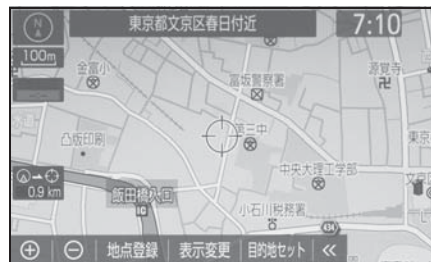 N
東京都文京区春日付近
7:10
100m
金富小
富坂警察署
源覚寺
凸版印刷
第三中
東京
中央大理工学部
0.9 km
飯田橋入口
IC
小石川税務署
434
地点登録
表示変更
目的地セット